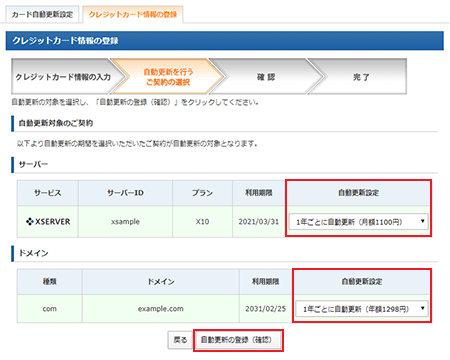 カード自動更新設定 クレジットカード情報の登録
クレジットカード情報の登録
クレジットカード情報の入力 自動更新を行う ご契約の選択 確認 完了
自動更新の対象を選択し、「自動更新の登録（確認）」をクリックしてください。
自動更新対象のご契約
以下より自動更新の期間を選択いただいたご契約が自動更新の対象となります。
サーバー
サービス サーバーID プラン 利用期限 自動更新設定
XSERVER xsample X10 2021/03/31 1年ごとに自動更新（月額1100円）
ドメイン
種類 ドメイン 利用期限 自動更新設定
com example.com 2031/02/25 1年ごとに自動更新（年額1298円）
戻る 自動更新の登録（確認）